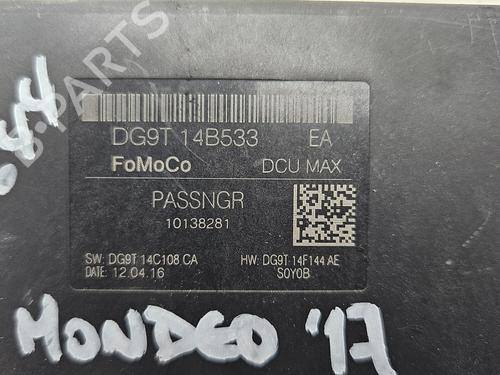 B-PARTS
DG9T 14B533 EA
FoMoCo DCU MAX
PASSNGR
10138281
SW: DG9T 14C108 CA HW: DG9T 14F144 AE
DATE: 12.04.16 S0Y0B
MONDEO '17